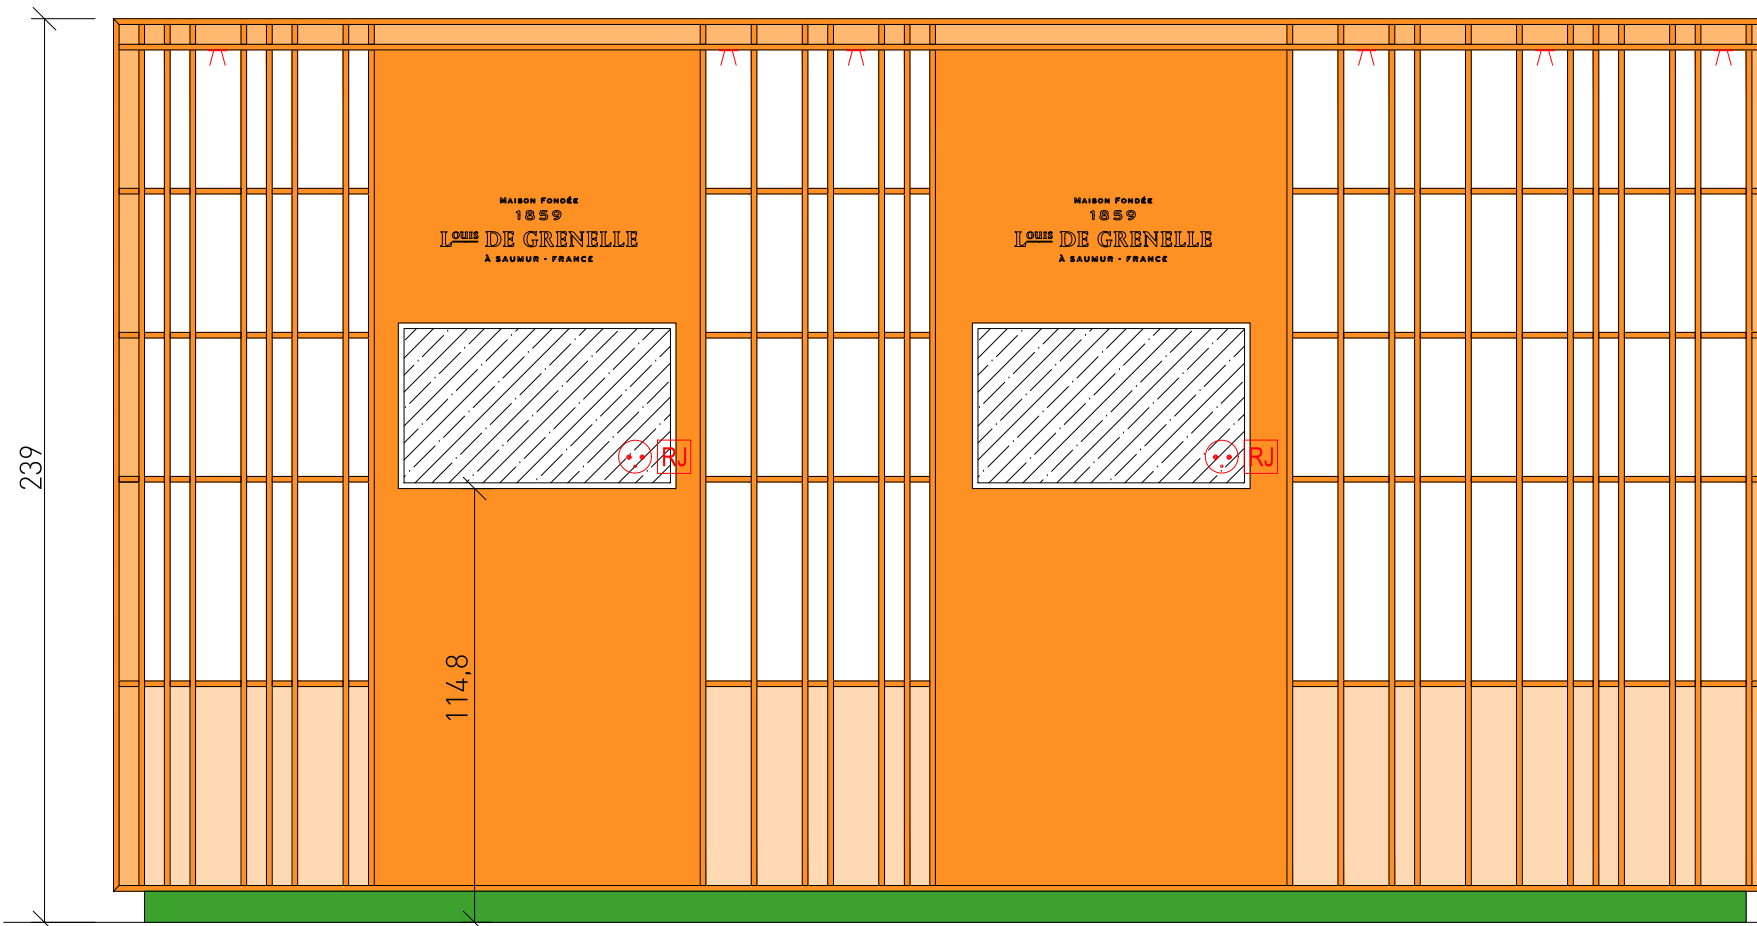 MAISON FONDÉE
1859
LOUIS DE GRENELLE
À SAUMUR - FRANCE
MAISON FONDÉE
1859
LOUIS DE GRENELLE
À SAUMUR - FRANCE
RJ
RJ
239
114,8